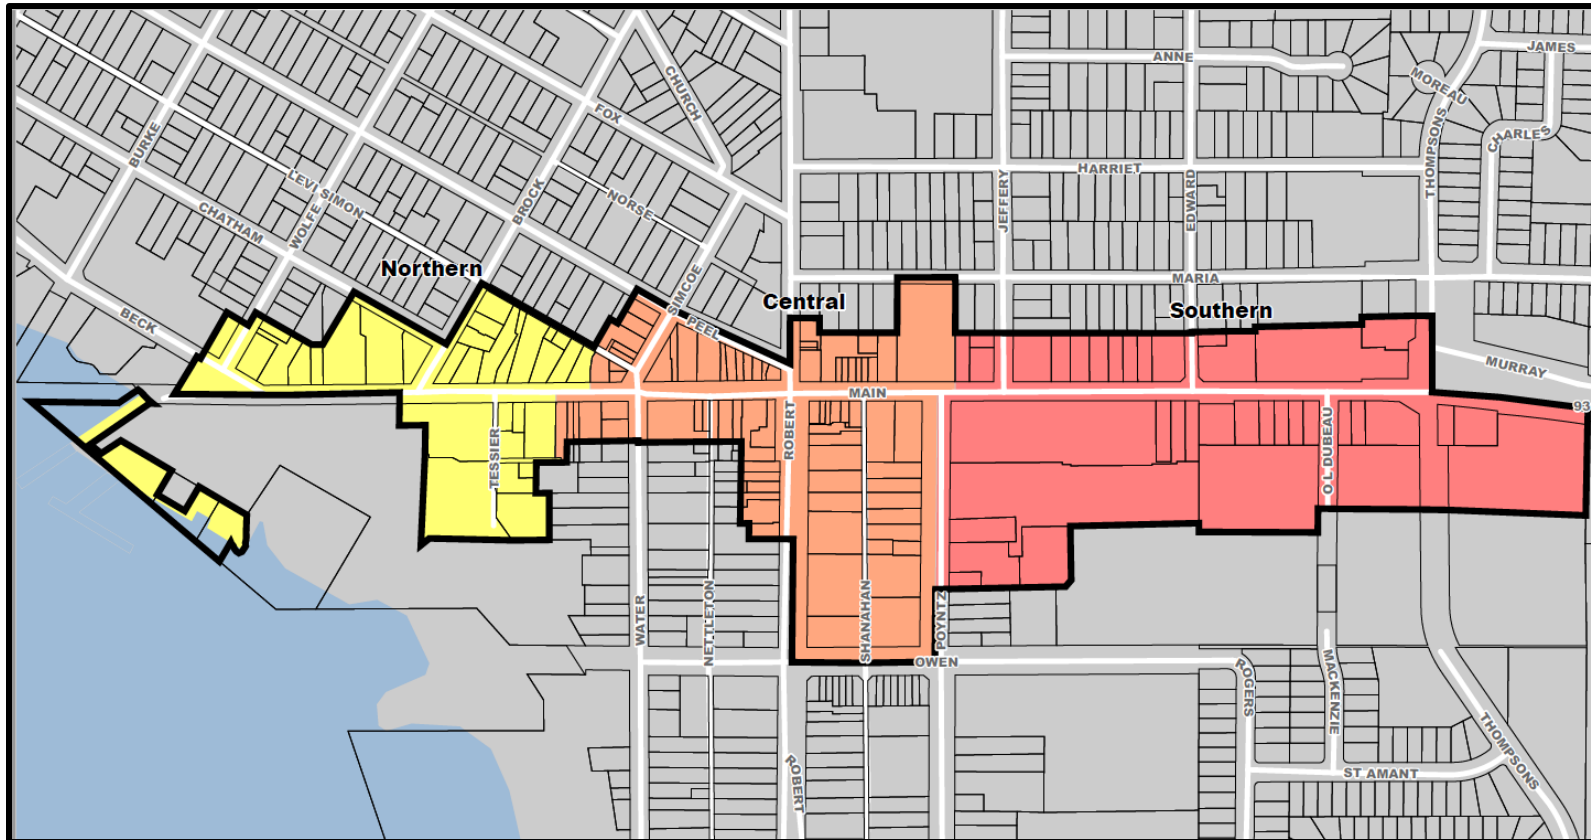 JAMES
ANNE
CHURCH
MOREAU
FOX
BURKE
CHARLES
THOMPSONS
HARRIET
LEVI SIMON
BROCK
NORSE
JEFFERY
EDWARD
CHATHAM
WOLFE
Northern
SIMCOE
MARIA
Central
Southern
BECK
PEEL
MURRAY
MAIN
93
ROBERT
TESSIER
O L DUBEAU
WATER
NETTLETON
SHANAHAN
POYNTZ
OWEN
ROGERS
MACKENZIE
THOMPSONS
ROBERT
ST AMANT